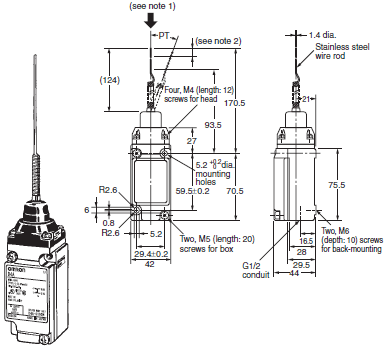 (see note 1)
PT
(see note 2)
1.4 dia.
Stainless steel
wire rod
(124)
Four, M4 (length: 12)
screws for head
170.5
93.5
21
27
5.2 +0.2 0 dia.
mounting
holes
R2.6
59.5±0.2
70.5
75.5
6
0.8
R2.6
5.2
Two, M5 (length: 20)
screws for box
29.4±0.2
42
Two, M6
(depth: 10) screws
for back-mounting
16.5
28
G1/2
conduit
29.5
44
OMRON